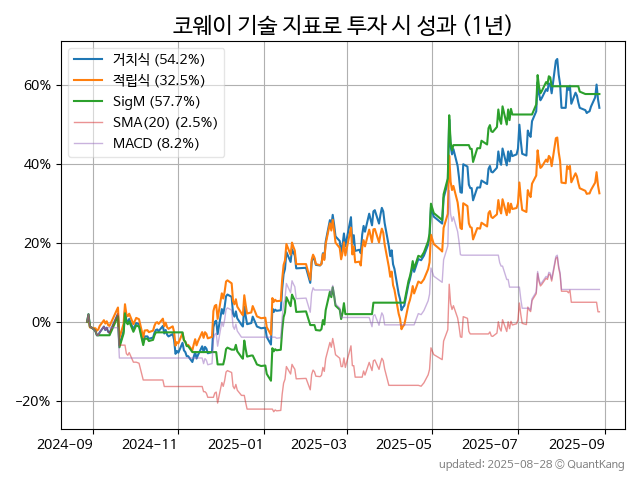 코웨이 기술 지표로 투자 시 성과 (1년)
거치식 (54.2%)
적립식 (32.5%)
SigM (57.7%)
SMA(20) (2.5%)
MACD (8.2%)
60%
40%
20%
0%
−20%
2024-09 2024-11 2025-01 2025-03 2025-05 2025-07 2025-09
updated: 2025-08-28 © QuantKang